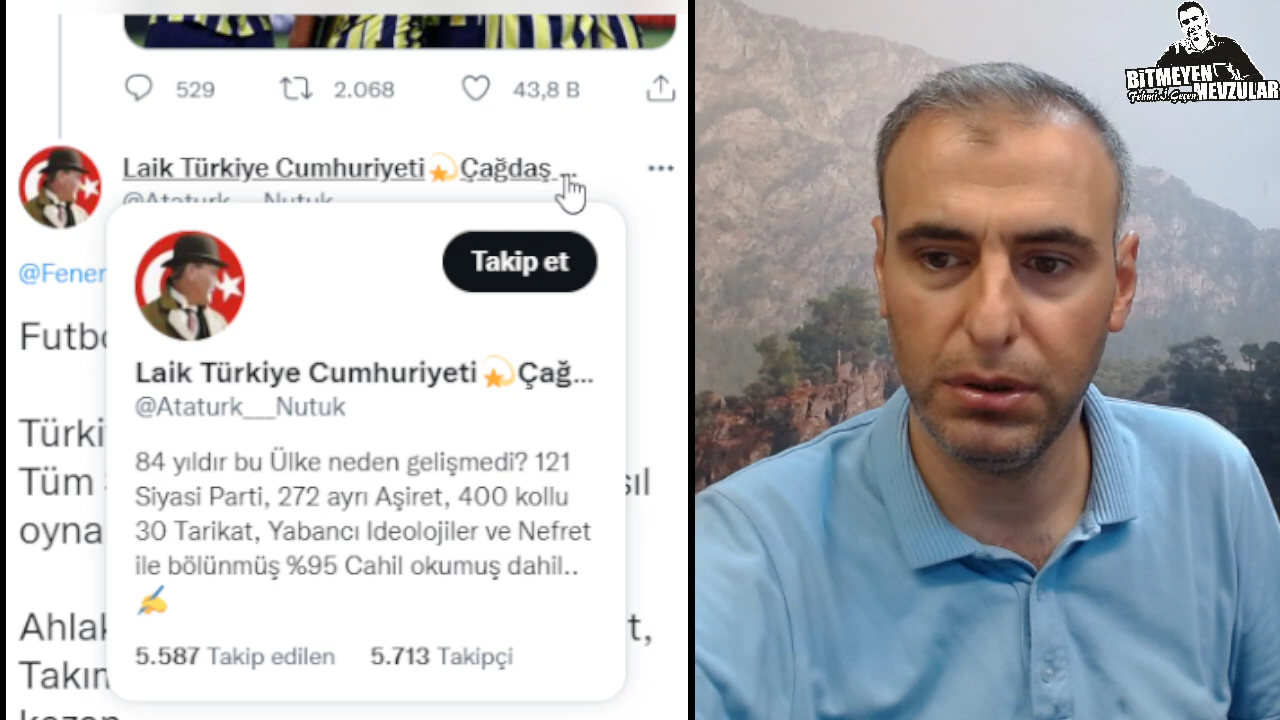 529 2.068 43,8 B
Laik Türkiye Cumhuriyeti💫Çağdaş...
@Ataturk__Nutuk
@Fener
Futbo
Türki
Tüm
oyna
Ahlak
Takım
Takip et
Laik Türkiye Cumhuriyeti💫Çağ...
@Ataturk___Nutuk
84 yıldır bu Ülke neden gelişmedi? 121
Siyasi Parti, 272 ayrı Aşiret, 400 kollu
30 Tarikat, Yabancı Ideolojiler ve Nefret
ile bölünmüş %95 Cahil okumuş dahil..
✍️
5.587 Takip edilen 5.713 Takipçi
BiTMEYEN
Fehmi.İ.Geçen MEVZULAR